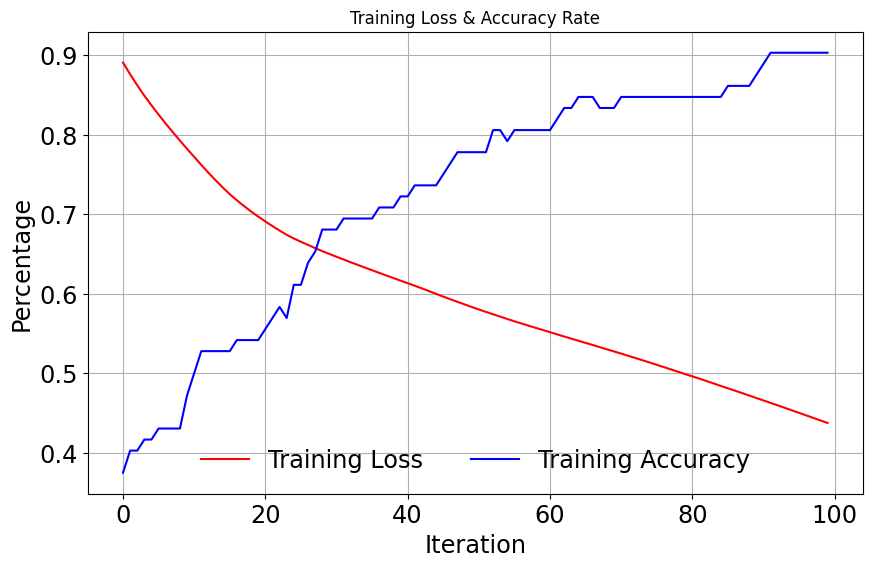 Training Loss & Accuracy Rate
0.9
0.8
0.7
0.6
0.5
0.4
Percentage
Training Loss Training Accuracy
0 20 40 60 80 100
Iteration